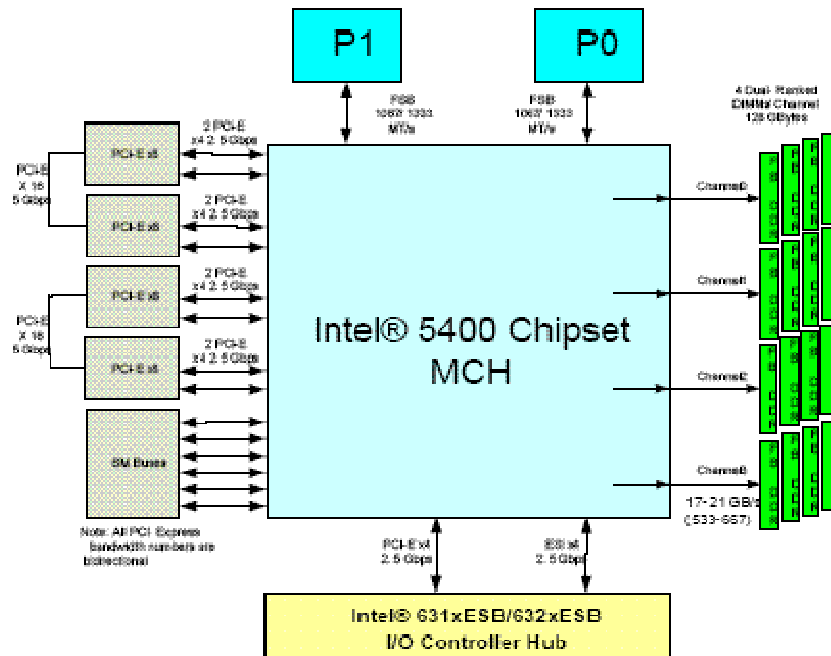 P1
P0
FSB
1067/ 1333
MT/s
FSB
1067/ 1333
MT/s
4 Dual-Ranked
DIMMs/ Channel
128 GBytes
2 PCI-E
x4 2.5 Gbps
PCI-E x8
PCI-E
X 16
5 Gbps
2 PCI-E
x4 2.5 Gbps
PCI-E x8
2 PCI-E
x4 2.5 Gbps
PCI-E x8
PCI-E
X 16
5 Gbps
2 PCI-E
x4 2.5 Gbps
PCI-E x8
SM Buses
Note: All PCI Express
bandwidth numbers are
bidirectional
Intel® 5400 Chipset
MCH
Channel0
Channel1
Channel2
Channel3
17-21 GB/s
(533-667)
PCI-E x4
2.5 Gbps
ESI x4
2.5 Gbps
Intel® 631xESB/632xESB
I/O Controller Hub